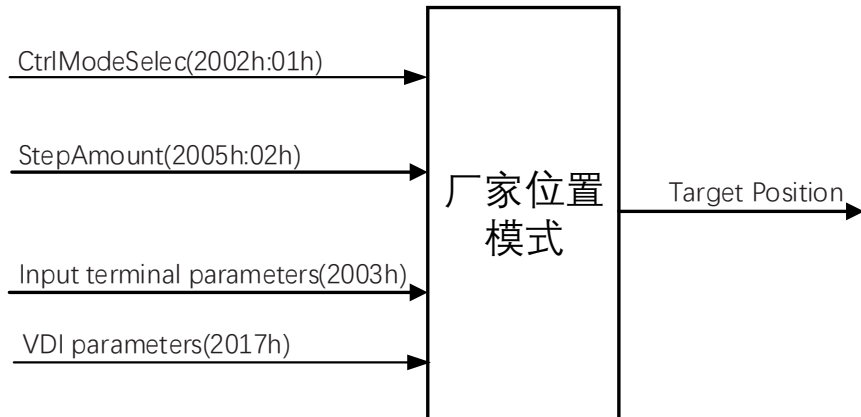 CtrlModeSelec(2002h:01h)
StepAmount(2005h:02h)
Input terminal parameters(2003h)
VDI parameters(2017h)
厂家位置
模式
Target Position